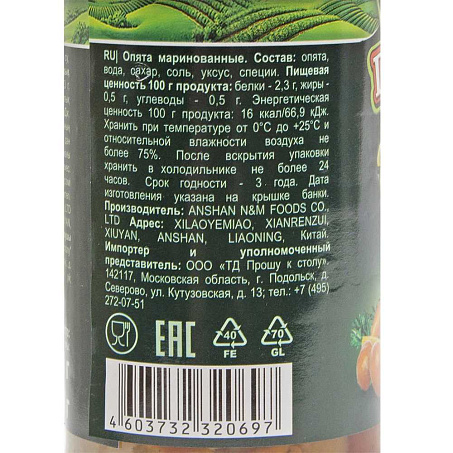 RU| Опята маринованные. Состав: опята,
вода, сахар, соль, уксус, специи. Пищевая
ценность 100 г продукта: белки - 2,3 г, жиры -
0,5 г, углеводы - 0,5 г. Энергетическая
ценность 100 г продукта: 16 ккал/66,9 кДж.
Хранить при температуре от 0°С до +25°С и
относительной влажности воздуха не
более 75%. После вскрытия упаковки
хранить в холодильнике не более 24
часов. Срок годности - 3 года. Дата
изготовления указана на крышке банки.
Производитель: ANSHAN N&M FOODS CO.,
LTD Адрес: XILAOYEMIAO, XIANRENZUI,
XIUYAN, ANSHAN, LIAONING, Китай.
Импортер и уполномоченный
представитель: ООО «ТД Прошу к столу»,
142117, Московская область, г. Подольск, д.
Северово, ул. Кутузовская, д. 13; тел.: +7 (495)
272-07-51
EAC
40
FE
70
GL
4603732320697